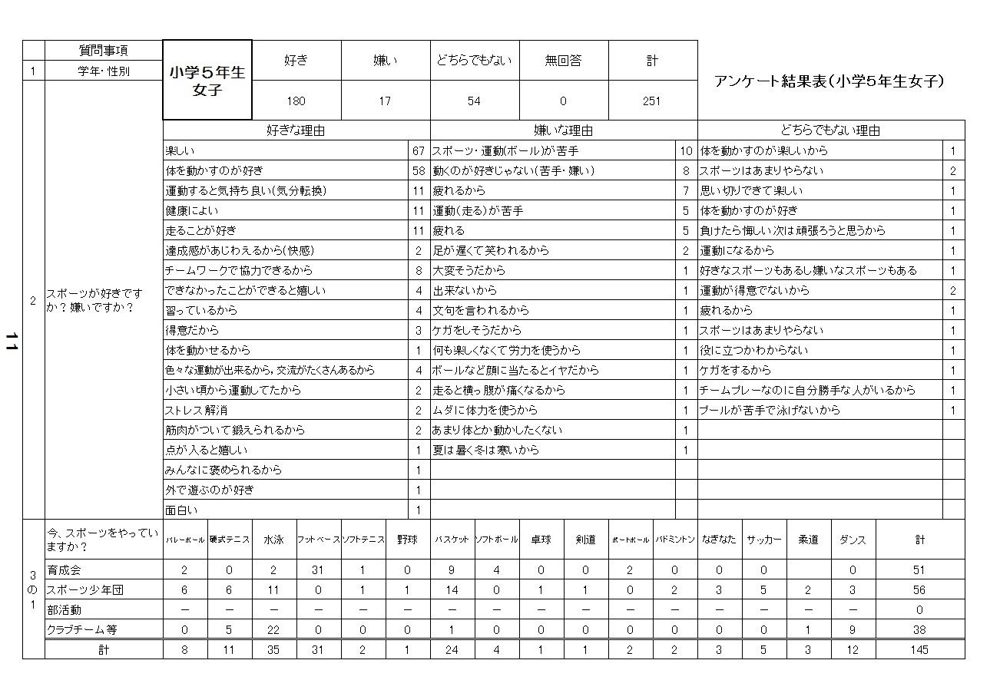 質問事項 小学5年生女子 好き 嫌い どちらでもない 無回答 計
アンケート結果表(小学5年生女子)
1 学年・性別
180 17 54 0 251
好きな理由 嫌いな理由 どちらでもない理由
2 スポーツが好きですか?嫌いですか?
楽しい 67 スポーツ・運動(ボール)が苦手 10 体を動かすのが楽しいから 1
体を動かすのが好き 58 動くのが好きじゃない(苦手・嫌い) 8 スポーツはあまりやらない 2
運動すると気持ち良い(気分転換) 11 疲れるから 7 思い切りできて楽しい 1
健康によい 11 運動(走る)が苦手 5 体を動かすのが好き 1
走ることが好き 11 疲れる 5 負けたら悔しい次は頑張ろうと思うから 1
達成感があじわえるから(快感) 2 足が遅くて笑われるから 2 運動になるから 1
チームワークで協力できるから 8 大変そうだから 1 好きなスポーツもあるし嫌いなスポーツもある 1
できなかったことができると嬉しい 4 出来ないから 1 運動が得意でないから 2
習っているから 4 文句を言われるから 1 疲れるから 1
得意だから 3 ケガをしそうだから 1 スポーツはあまりやらない 1
体を動かせるから 1 何も楽しくなくて労力を使うから 1 役に立つかわからない 1
色々な運動が出来るから,交流がたくさんあるから 4 ボールなど顔に当たるとイヤだから 1 ケガをするから 1
小さい頃から運動してたから 2 走ると横っ腹が痛くなるから 1 チームプレーなのに自分勝手な人がいるから 1
ストレス解消 2 ムダに体力を使うから 1 プールが苦手で泳げないから 1
筋肉がついて鍛えられるから 2 あまり体とか動かしたくない 1
点が入ると嬉しい 1 夏は暑く冬は寒いから 1
みんなに褒められるから 1
外で遊ぶのが好き 1
面白い 1
3の1 今、スポーツをやっていますか? バレーボール 硬式テニス 水泳 フットベース ソフトテニス 野球 バスケット ソフトボール 卓球 剣道 ポートボール バドミントン なぎなた サッカー 柔道 ダンス 計
育成会 2 0 2 31 1 0 9 4 0 0 2 0 0 0 0 51
スポーツ少年団 6 6 11 0 1 1 14 0 1 1 0 2 3 5 2 3 56
部活動 － － － － － － － － － － － － － － － － 0
クラブチーム等 0 5 22 0 0 0 1 0 0 0 0 0 0 0 1 9 38
計 8 11 35 31 2 1 24 4 1 1 2 2 3 5 3 12 145
11